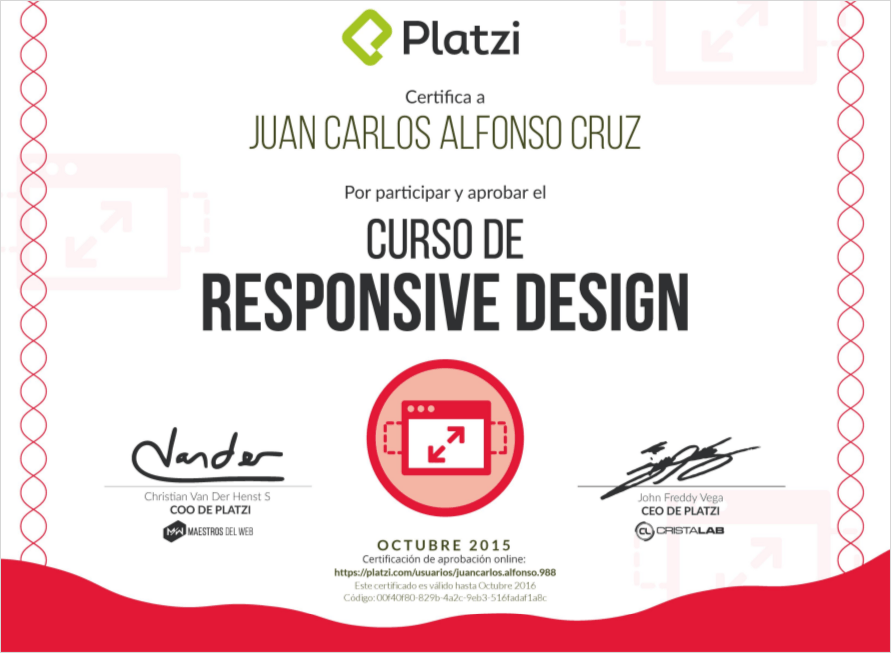 Platzi
Certifica a
JUAN CARLOS ALFONSO CRUZ
Por participar y aprobar el
CURSO DE
RESPONSIVE DESIGN
Vander
Christian Van Der Henst S
COO DE PLATZI
MW MAESTROS DEL WEB
John Freddy Vega
CEO DE PLATZI
CL CRISTALAB
OCTUBRE 2015
Certificación de aprobación online:
https://platzi.com/usuarios/juancarlos.alfonso.988
Este certificado es válido hasta Octubre 2016
Código: 00f40f80-829b-4a2c-9eb3-516fadaf1a8c